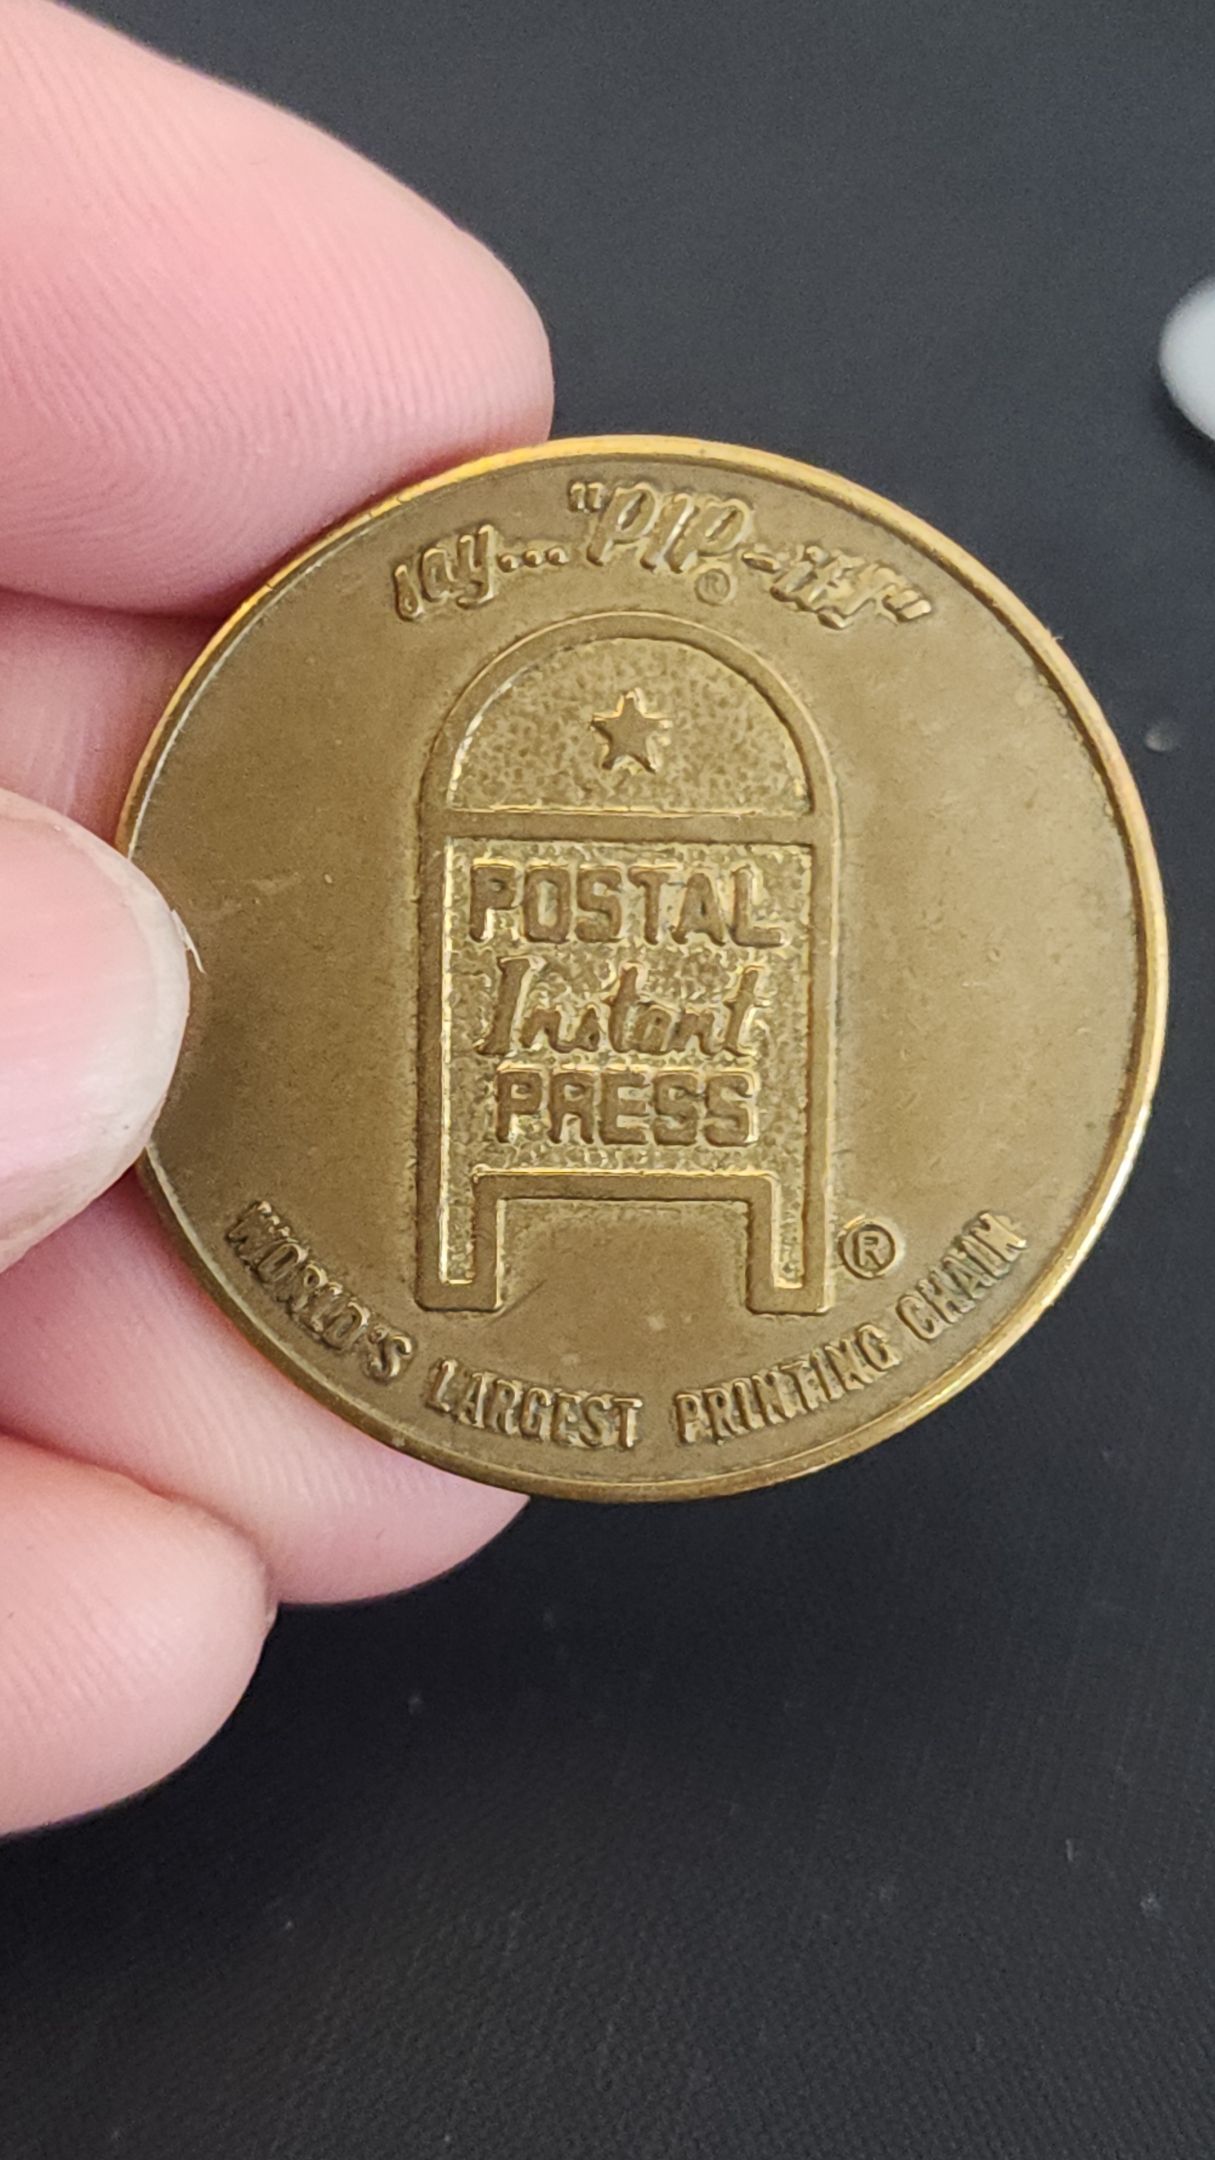 say... "PIP®-it!"
POSTAL
Instant
PRESS
®
WORLD'S LARGEST PRINTING CHAIN